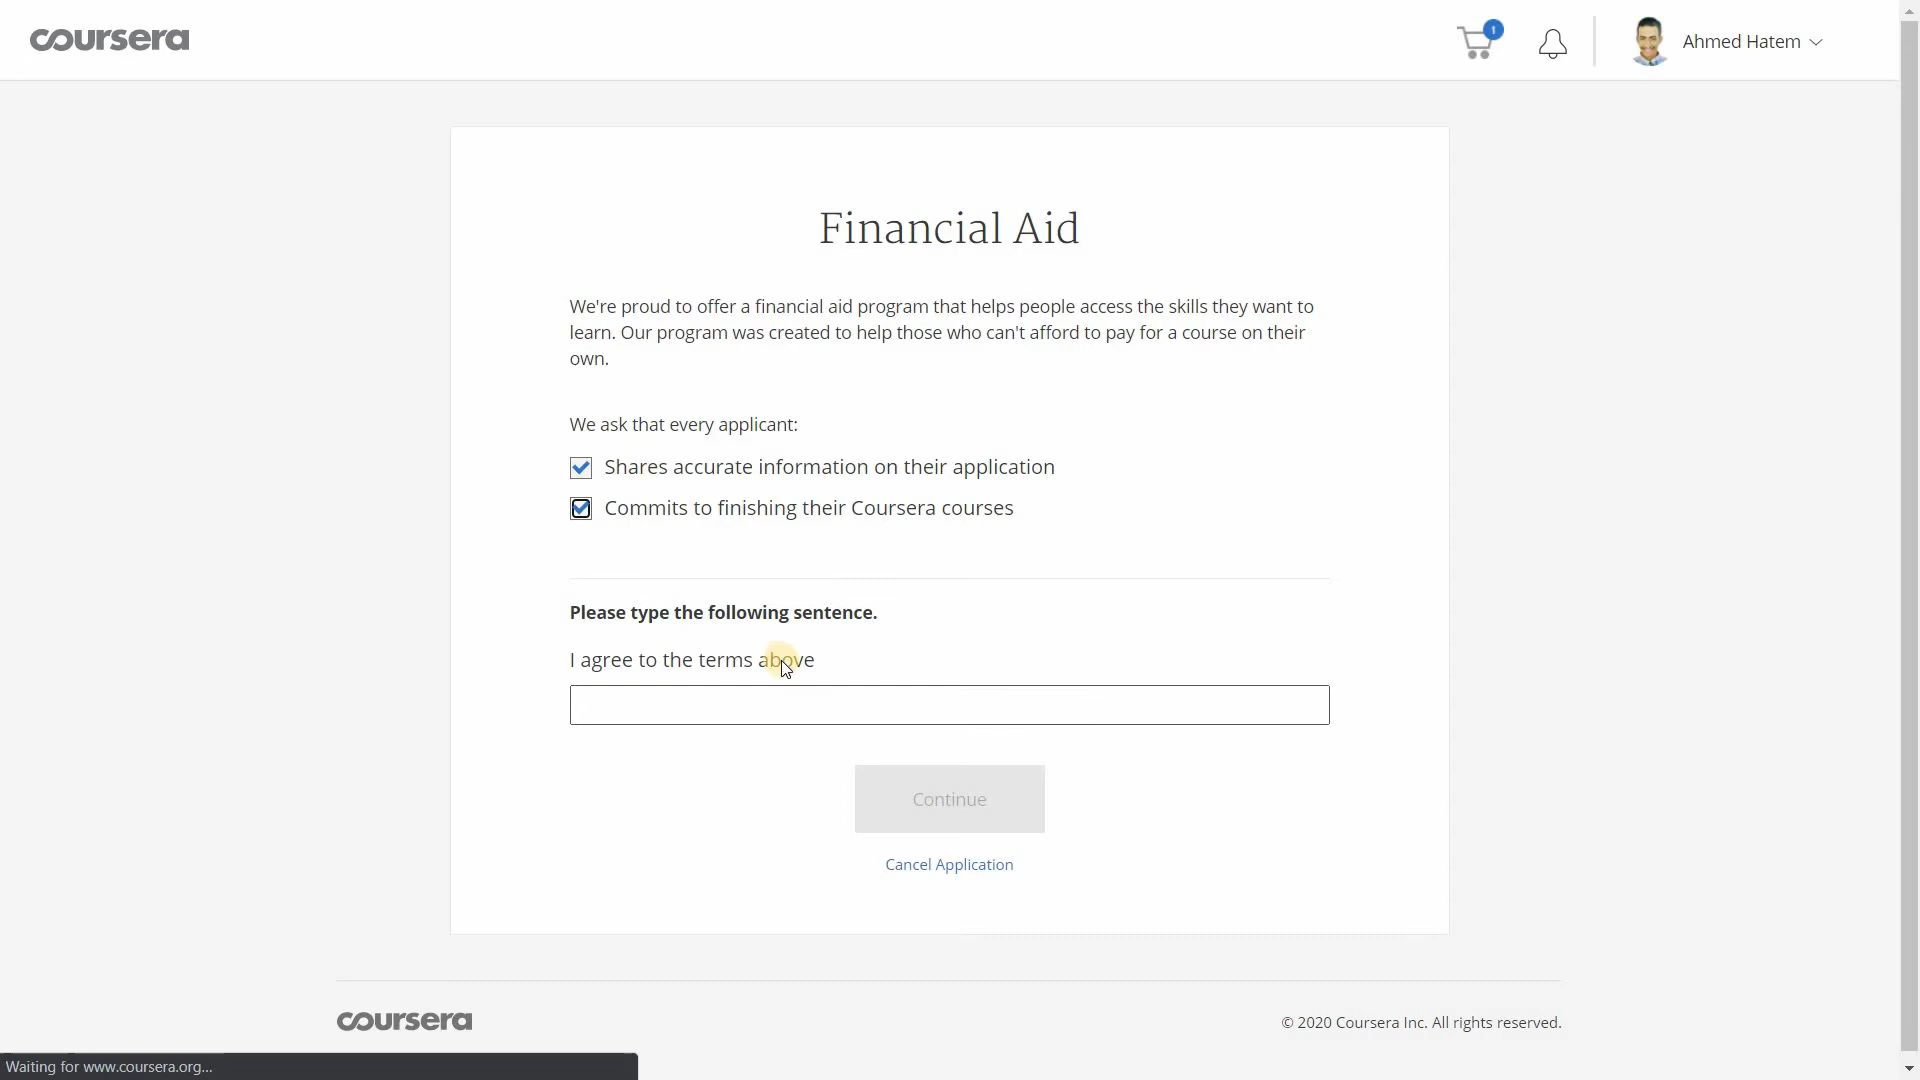 coursera
1
Ahmed Hatem
Financial Aid
We're proud to offer a financial aid program that helps people access the skills they want to
learn. Our program was created to help those who can't afford to pay for a course on their
own.
We ask that every applicant:
Shares accurate information on their application
Commits to finishing their Coursera courses
Please type the following sentence.
I agree to the terms above
Continue
Cancel Application
coursera
© 2020 Coursera Inc. All rights reserved.
Waiting for www.coursera.org...